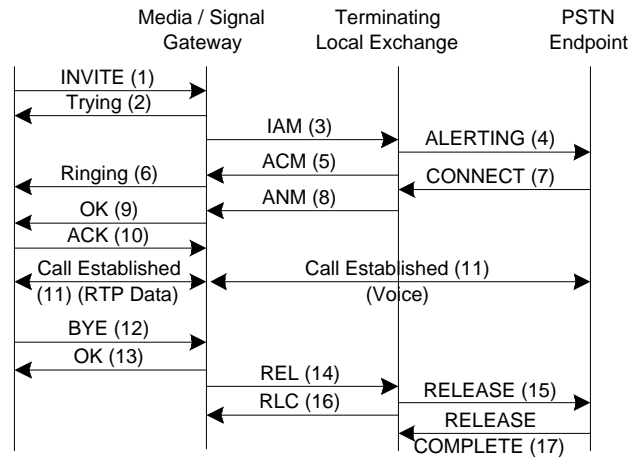 Media / Signal
Gateway
Terminating
Local Exchange
PSTN
Endpoint
INVITE (1)
Trying (2)
IAM (3)
ALERTING (4)
ACM (5)
Ringing (6)
CONNECT (7)
ANM (8)
OK (9)
ACK (10)
Call Established
(11) (RTP Data)
Call Established (11)
(Voice)
BYE (12)
OK (13)
REL (14)
RELEASE (15)
RLC (16)
RELEASE
COMPLETE (17)